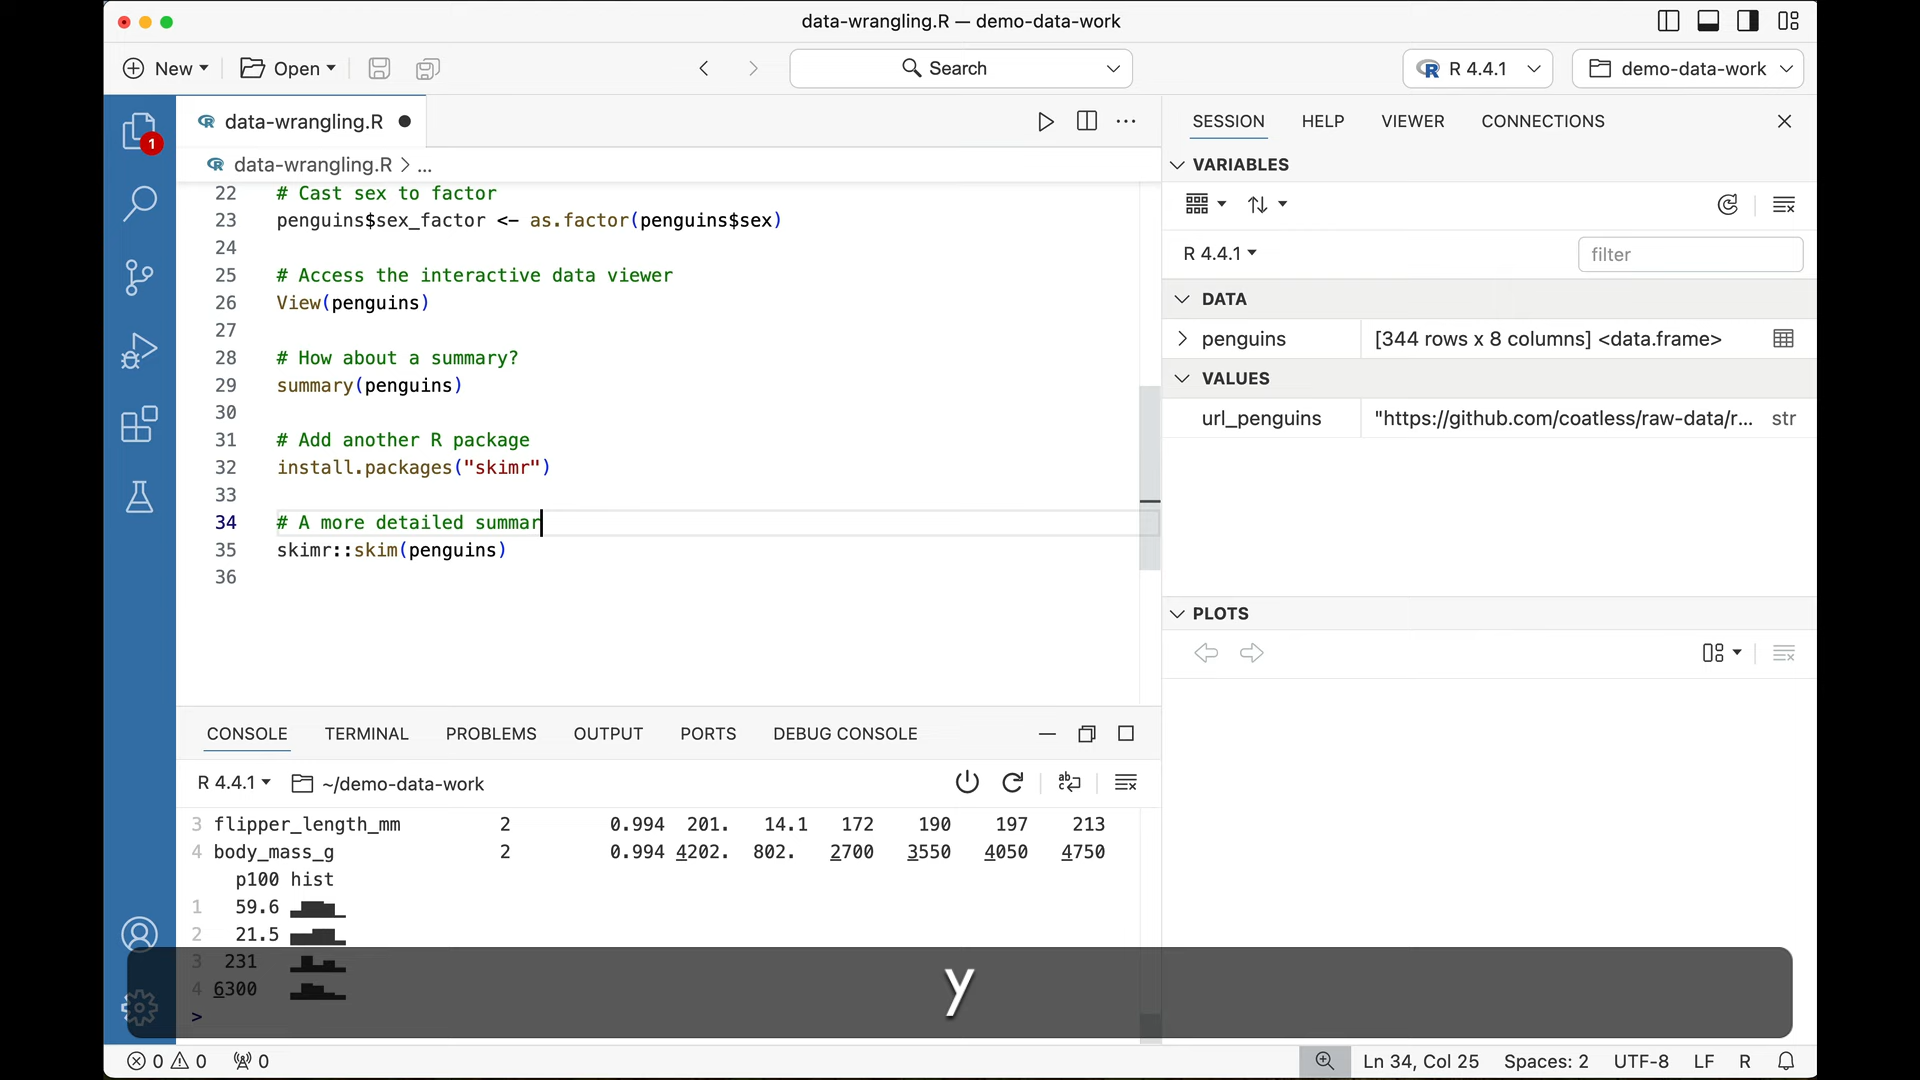 data-wrangling.R — demo-data-work
New
Open
Search
R 4.4.1
demo-data-work
1
data-wrangling.R
data-wrangling.R > ...
22 # Cast sex to factor
23 penguins$sex_factor <- as.factor(penguins$sex)
24
25 # Access the interactive data viewer
26 View(penguins)
27
28 # How about a summary?
29 summary(penguins)
30
31 # Add another R package
32 install.packages("skimr")
33
34 # A more detailed summar
35 skimr::skim(penguins)
36
SESSION HELP VIEWER CONNECTIONS
VARIABLES
R 4.4.1
filter
DATA
penguins [344 rows x 8 columns] <data.frame>
VALUES
url_penguins "https://github.com/coatless/raw-data/r... str
PLOTS
CONSOLE TERMINAL PROBLEMS OUTPUT PORTS DEBUG CONSOLE
R 4.4.1 ~/demo-data-work
3 flipper_length_mm 2 0.994 201. 14.1 172 190 197 213
4 body_mass_g 2 0.994 4202. 802. 2700 3550 4050 4750
p100 hist
1 59.6
2 21.5
3 231
4 6300
>
y
0 0 0
Ln 34, Col 25 Spaces: 2 UTF-8 LF R